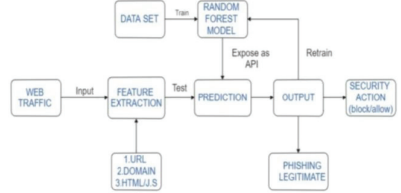 DATA SET
Train
RANDOM
FOREST
MODEL
Expose as
API
Retrain
WEB
TRAFFIC
Input
FEATURE
EXTRACTION
Test
PREDICTION
OUTPUT
SECURITY
ACTION
(block/allow)
1.URL
2.DOMAIN
3.HTML/J.S
PHISHING
LEGITIMATE